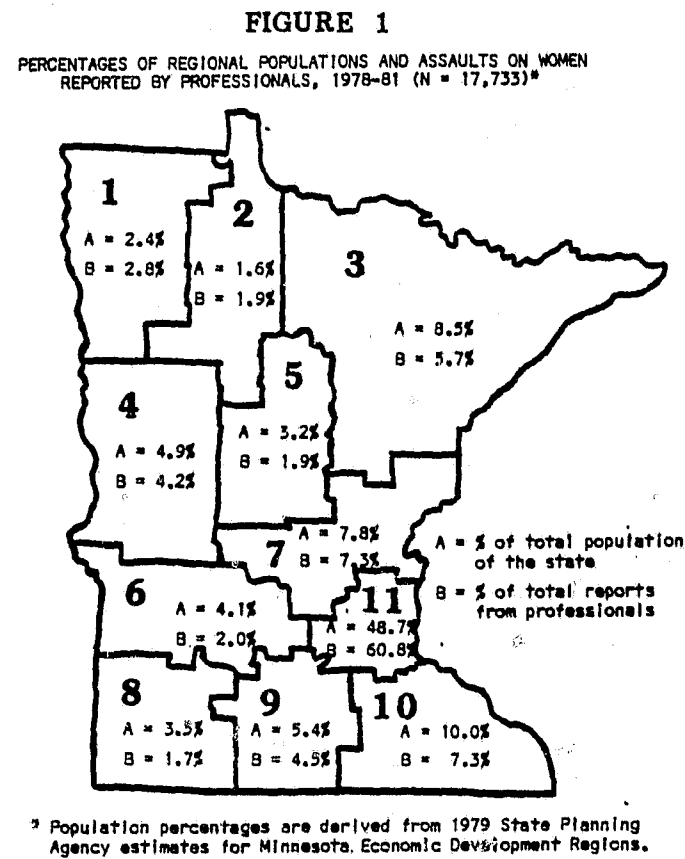 FIGURE 1
PERCENTAGES OF REGIONAL POPULATIONS AND ASSAULTS ON WOMEN
REPORTED BY PROFESSIONALS, 1978-81 (N = 17,733)*
1
A = 2.4%
B = 2.8%
2
A = 1.6%
B = 1.9%
3
A = 8.5%
B = 5.7%
4
A = 4.9%
B = 4.2%
5
A = 3.2%
B = 1.9%
7
A = 7.8%
B = 7.3%
A = % of total population
of the state
B = % of total reports
from professionals
6
A = 4.1%
B = 2.0%
11
A = 48.7%
B = 60.8%
8
A = 3.5%
B = 1.7%
9
A = 5.4%
B = 4.5%
10
A = 10.0%
B = 7.3%
* Population percentages are derived from 1979 State Planning
Agency estimates for Minnesota Economic Development Regions.